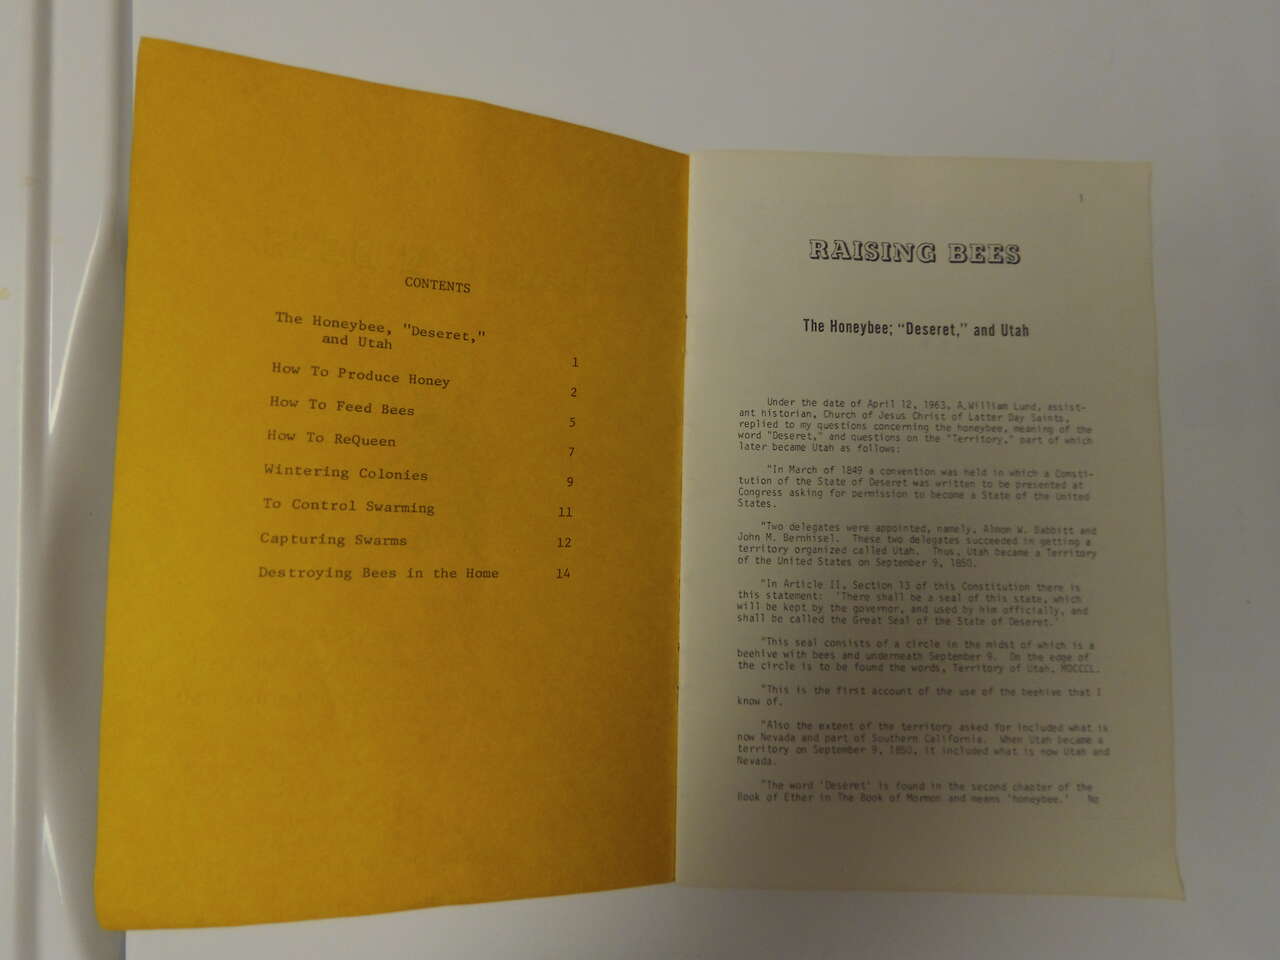 CONTENTS
The Honeybee, "Deseret,"
and Utah 1
How To Produce Honey 2
How To Feed Bees 5
How To ReQueen 7
Wintering Colonies 9
To Control Swarming 11
Capturing Swarms 12
Destroying Bees in the Home 14
1
RAISING BEES
The Honeybee; "Deseret," and Utah
Under the date of April 12, 1963, A.William Lund, assist-
ant historian, Church of Jesus Christ of Latter Day Saints,
replied to my questions concerning the honeybee, meaning of the
word "Deseret," and questions on the "Territory," part of which
later became Utah as follows:
"In March of 1849 a convention was held in which a Consti-
tution of the State of Deseret was written to be presented at
Congress asking for permission to become a State of the United
States.
"Two delegates were appointed, namely, Almon W. Babbitt and
John M. Bernhisel. These two delegates succeeded in getting a
territory organized called Utah. Thus, Utah became a Territory
of the United States on September 9, 1850.
"In Article II, Section 13 of this Constitution there is
this statement: 'There shall be a seal of this state, which
will be kept by the governor, and used by him officially, and
shall be called the Great Seal of the State of Deseret.'
"This seal consists of a circle in the midst of which is a
beehive with bees and underneath September 9. On the edge of
the circle is to be found the words, Territory of Utah, MDCCCL.
"This is the first account of the use of the beehive that I
know of.
"Also the extent of the territory asked for included what is
now Nevada and part of Southern California. When Utah became a
territory on September 9, 1850, it included what is now Utah and
Nevada.
"The word 'Deseret' is found in the second chapter of the
Book of Ether in The Book of Mormon and means 'honeybee.' No